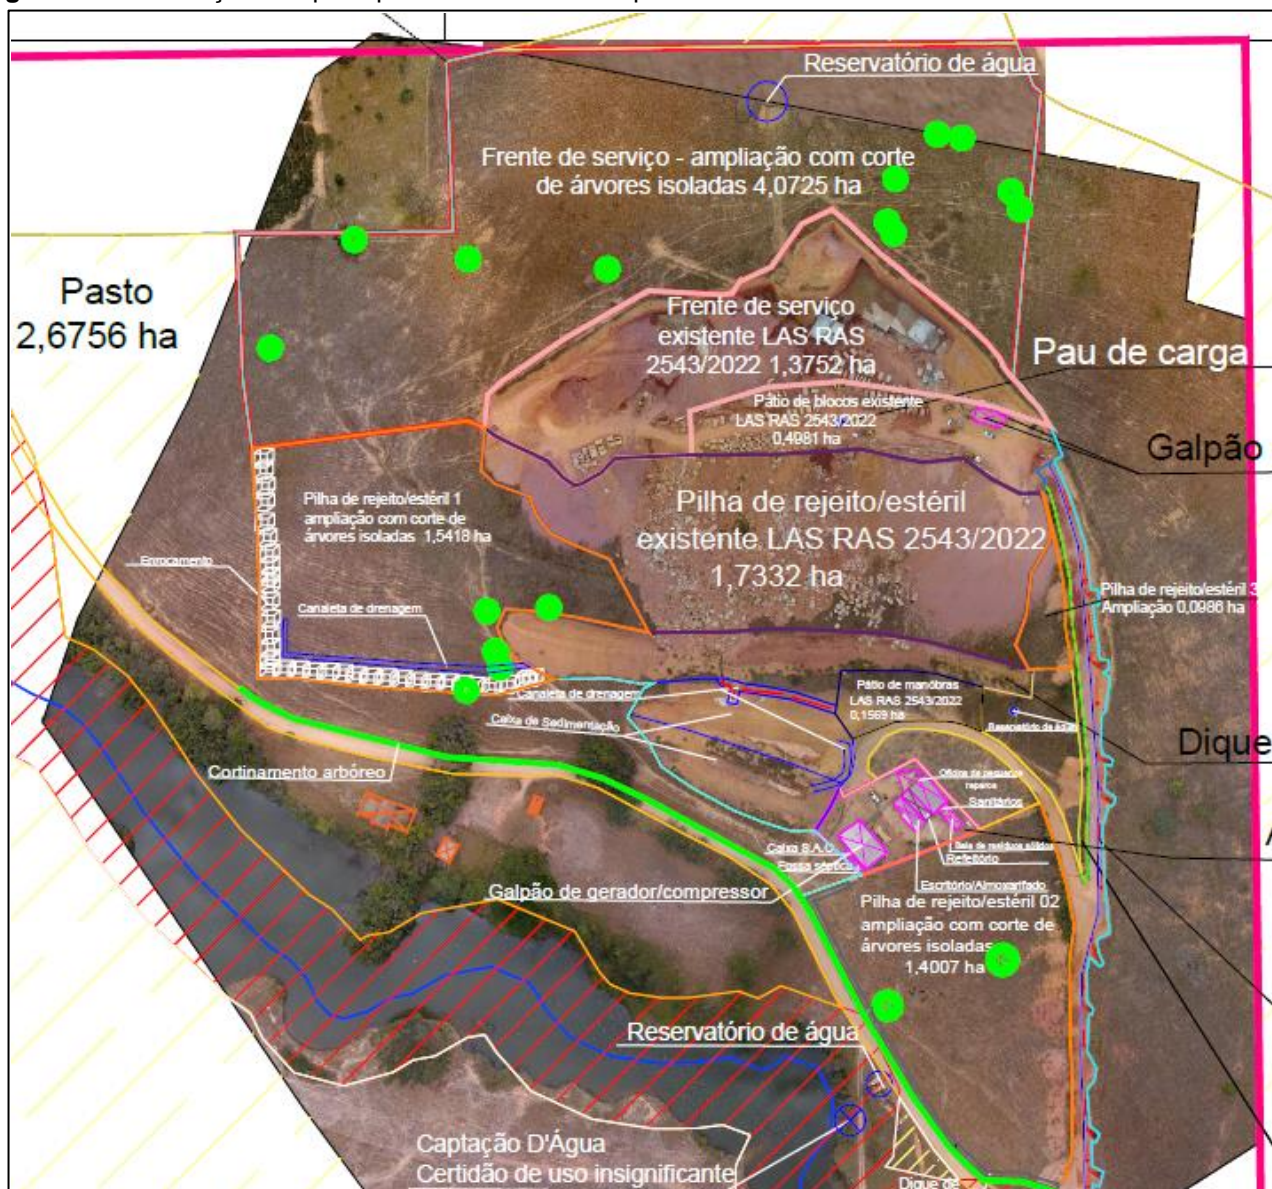 Reservatório de água
Frente de serviço - ampliação com corte
de árvores isoladas 4,0725 ha
Pasto
2,6756 ha
Frente de serviço
existente LAS RAS
2543/2022 1,3752 ha
Pau de carga
Pátio de blocos existente
LAS RAS 2543/2022
0,4981 ha
Galpão
Pilha de rejeito/estéril 1
ampliação com corte de
árvores isoladas 1,5418 ha
Pilha de rejeito/estéril
existente LAS RAS 2543/2022
1,7332 ha
Enrocamento
Canaleta de drenagem
Pilha de rejeito/estéril 3
Ampliação 0,0986 ha
Canaleta de drenagem
Pátio de manobras
LAS RAS 2543/2022
0,1569 ha
Caixa de Sedimentação
Reservatório de água
Dique
Cortinamento arbóreo
Oficina de pequenos
reparos
Sanitários
Caixa S.A.O
Baia de resíduos sólidos
Refeitório
Fossa séptica
Escritório/Almoxarifado
Galpão de gerador/compressor
Pilha de rejeito/estéril 02
ampliação com corte de
árvores isoladas
1,4007 ha
Reservatório de água
Captação D'Água
Certidão de uso insignificante
Dique de